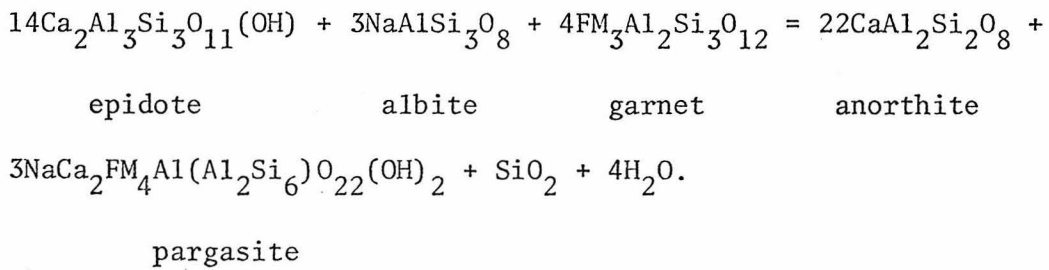 14Ca₂Al₃Si₃O₁₁(OH) + 3NaAlSi₃O₈ + 4FM₃Al₂Si₃O₁₂ = 22CaAl₂Si₂O₈ +
epidote albite garnet anorthite
3NaCa₂FM₄Al(Al₂Si₆)O₂₂(OH)₂ + SiO₂ + 4H₂O.
pargasite